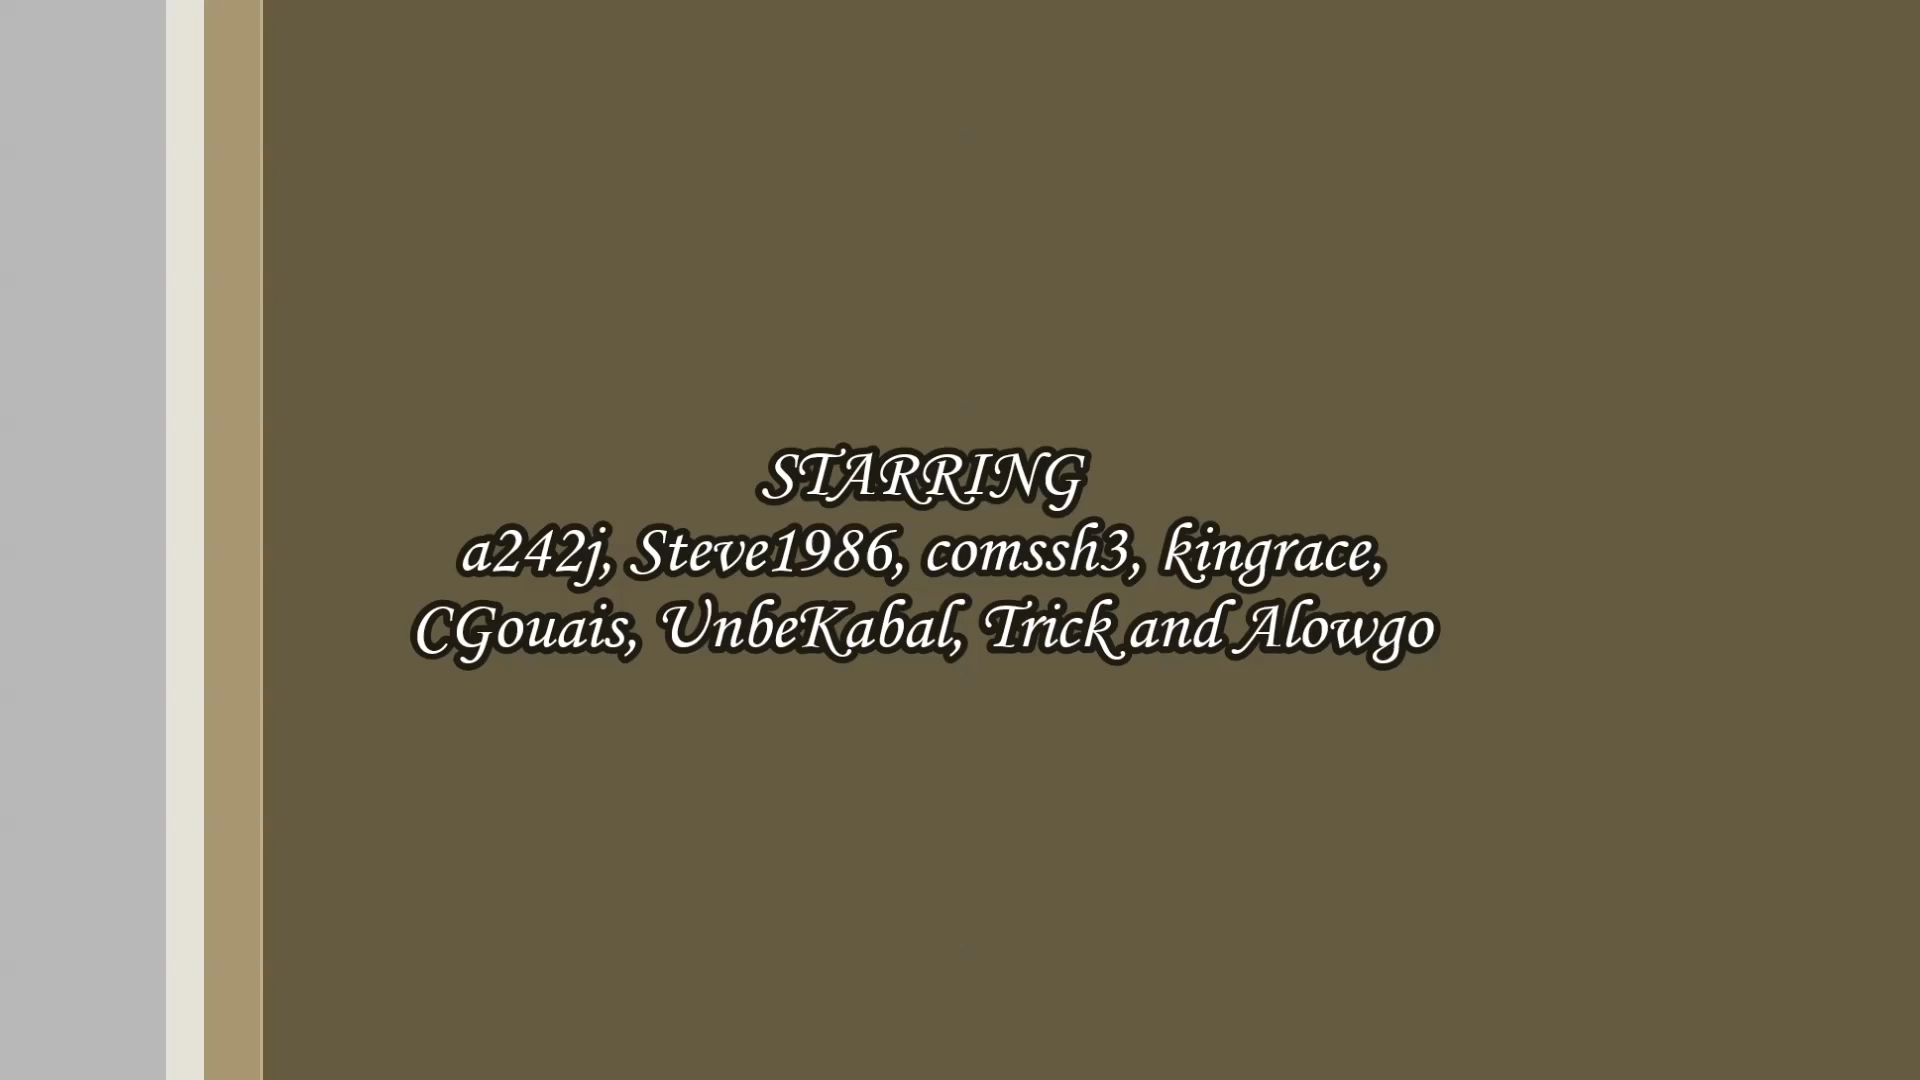 STARRING
a242j, Steve1986, comssh3, kingrace,
CGouais, UnbeKabal, Trick and Alowgo